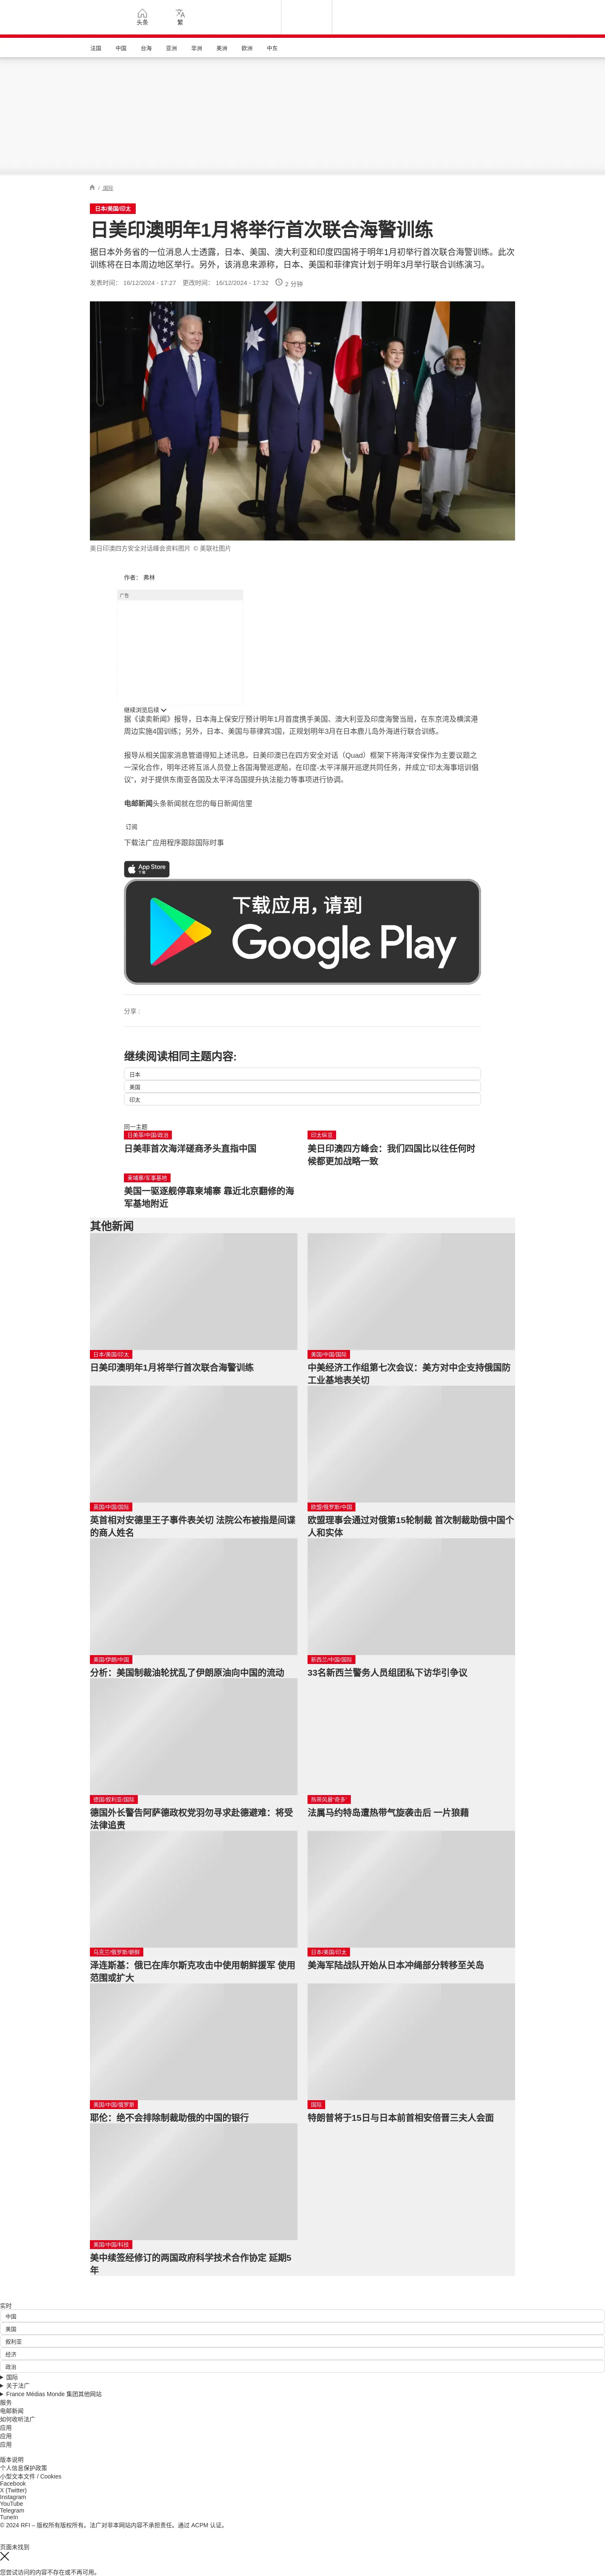 头条
繁
法国
中国
台海
亚洲
非洲
美洲
欧洲
中东
/ 国际
日本/美国/印太
日美印澳明年1月将举行首次联合海警训练
据日本外务省的一位消息人士透露，日本、美国、澳大利亚和印度四国将于明年1月初举行首次联合海警训练。此次
训练将在日本周边地区举行。另外，该消息来源称，日本、美国和菲律宾计划于明年3月举行联合训练演习。
发表时间： 16/12/2024 - 17:27 更改时间： 16/12/2024 - 17:32 2 分钟
美日印澳四方安全对话峰会资料图片 © 美联社图片
作者： 弗林
广告
继续浏览后续
据《读卖新闻》报导，日本海上保安厅预计明年1月首度携手美国、澳大利亚及印度海警当局，在东京湾及横滨港
周边实施4国训练；另外，日本、美国与菲律宾3国，正规划明年3月在日本鹿儿岛外海进行联合训练。
报导从相关国家消息管道得知上述讯息。日美印澳已在四方安全对话（Quad）框架下将海洋安保作为主要议题之
一深化合作，明年还将互派人员登上各国海警巡逻船，在印度-太平洋展开巡逻共同任务，并成立“印太海事培训倡
议”，对于提供东南亚各国及太平洋岛国提升执法能力等事项进行协调。
电邮新闻头条新闻就在您的每日新闻信里
订阅
下载法广应用程序跟踪国际时事
App Store
下载
下载应用，请到
Google Play
分享 :
继续阅读相同主题内容:
日本
美国
印太
同一主题
日美菲/中国/政治
日美菲首次海洋磋商矛头直指中国
印太纵览
美日印澳四方峰会：我们四国比以往任何时
候都更加战略一致
柬埔寨/军事基地
美国一驱逐舰停靠柬埔寨 靠近北京翻修的海
军基地附近
其他新闻
日本/美国/印太
日美印澳明年1月将举行首次联合海警训练
美国/中国/国际
中美经济工作组第七次会议：美方对中企支持俄国防
工业基地表关切
英国/中国/国际
英首相对安德里王子事件表关切 法院公布被指是间谍
的商人姓名
欧盟/俄罗斯/中国
欧盟理事会通过对俄第15轮制裁 首次制裁助俄中国个
人和实体
美国/伊朗/中国
分析：美国制裁油轮扰乱了伊朗原油向中国的流动
新西兰/中国/国际
33名新西兰警务人员组团私下访华引争议
德国/叙利亚/国际
德国外长警告阿萨德政权党羽勿寻求赴德避难：将受
法律追责
热带风暴“奇多”
法属马约特岛遭热带气旋袭击后 一片狼藉
乌克兰/俄罗斯/朝鲜
泽连斯基：俄已在库尔斯克攻击中使用朝鲜援军 使用
范围或扩大
日本/美国/印太
美海军陆战队开始从日本冲绳部分转移至关岛
美国/中国/俄罗斯
耶伦：绝不会排除制裁助俄的中国的银行
国际
特朗普将于15日与日本前首相安倍晋三夫人会面
美国/中国/科技
美中续签经修订的两国政府科学技术合作协定 延期5
年
实时
中国
美国
叙利亚
经济
政治
国际
关于法广
France Médias Monde 集团其他网站
服务
电邮新闻
如何收听法广
应用
应用
应用
版本说明
个人信息保护政策
小型文本文件 / Cookies
Facebook
X (Twitter)
Instagram
YouTube
Telegram
TuneIn
© 2024 RFI – 版权所有版权所有。法广对非本网站内容不承担责任。通过 ACPM 认证。
页面未找到
您尝试访问的内容不存在或不再可用。